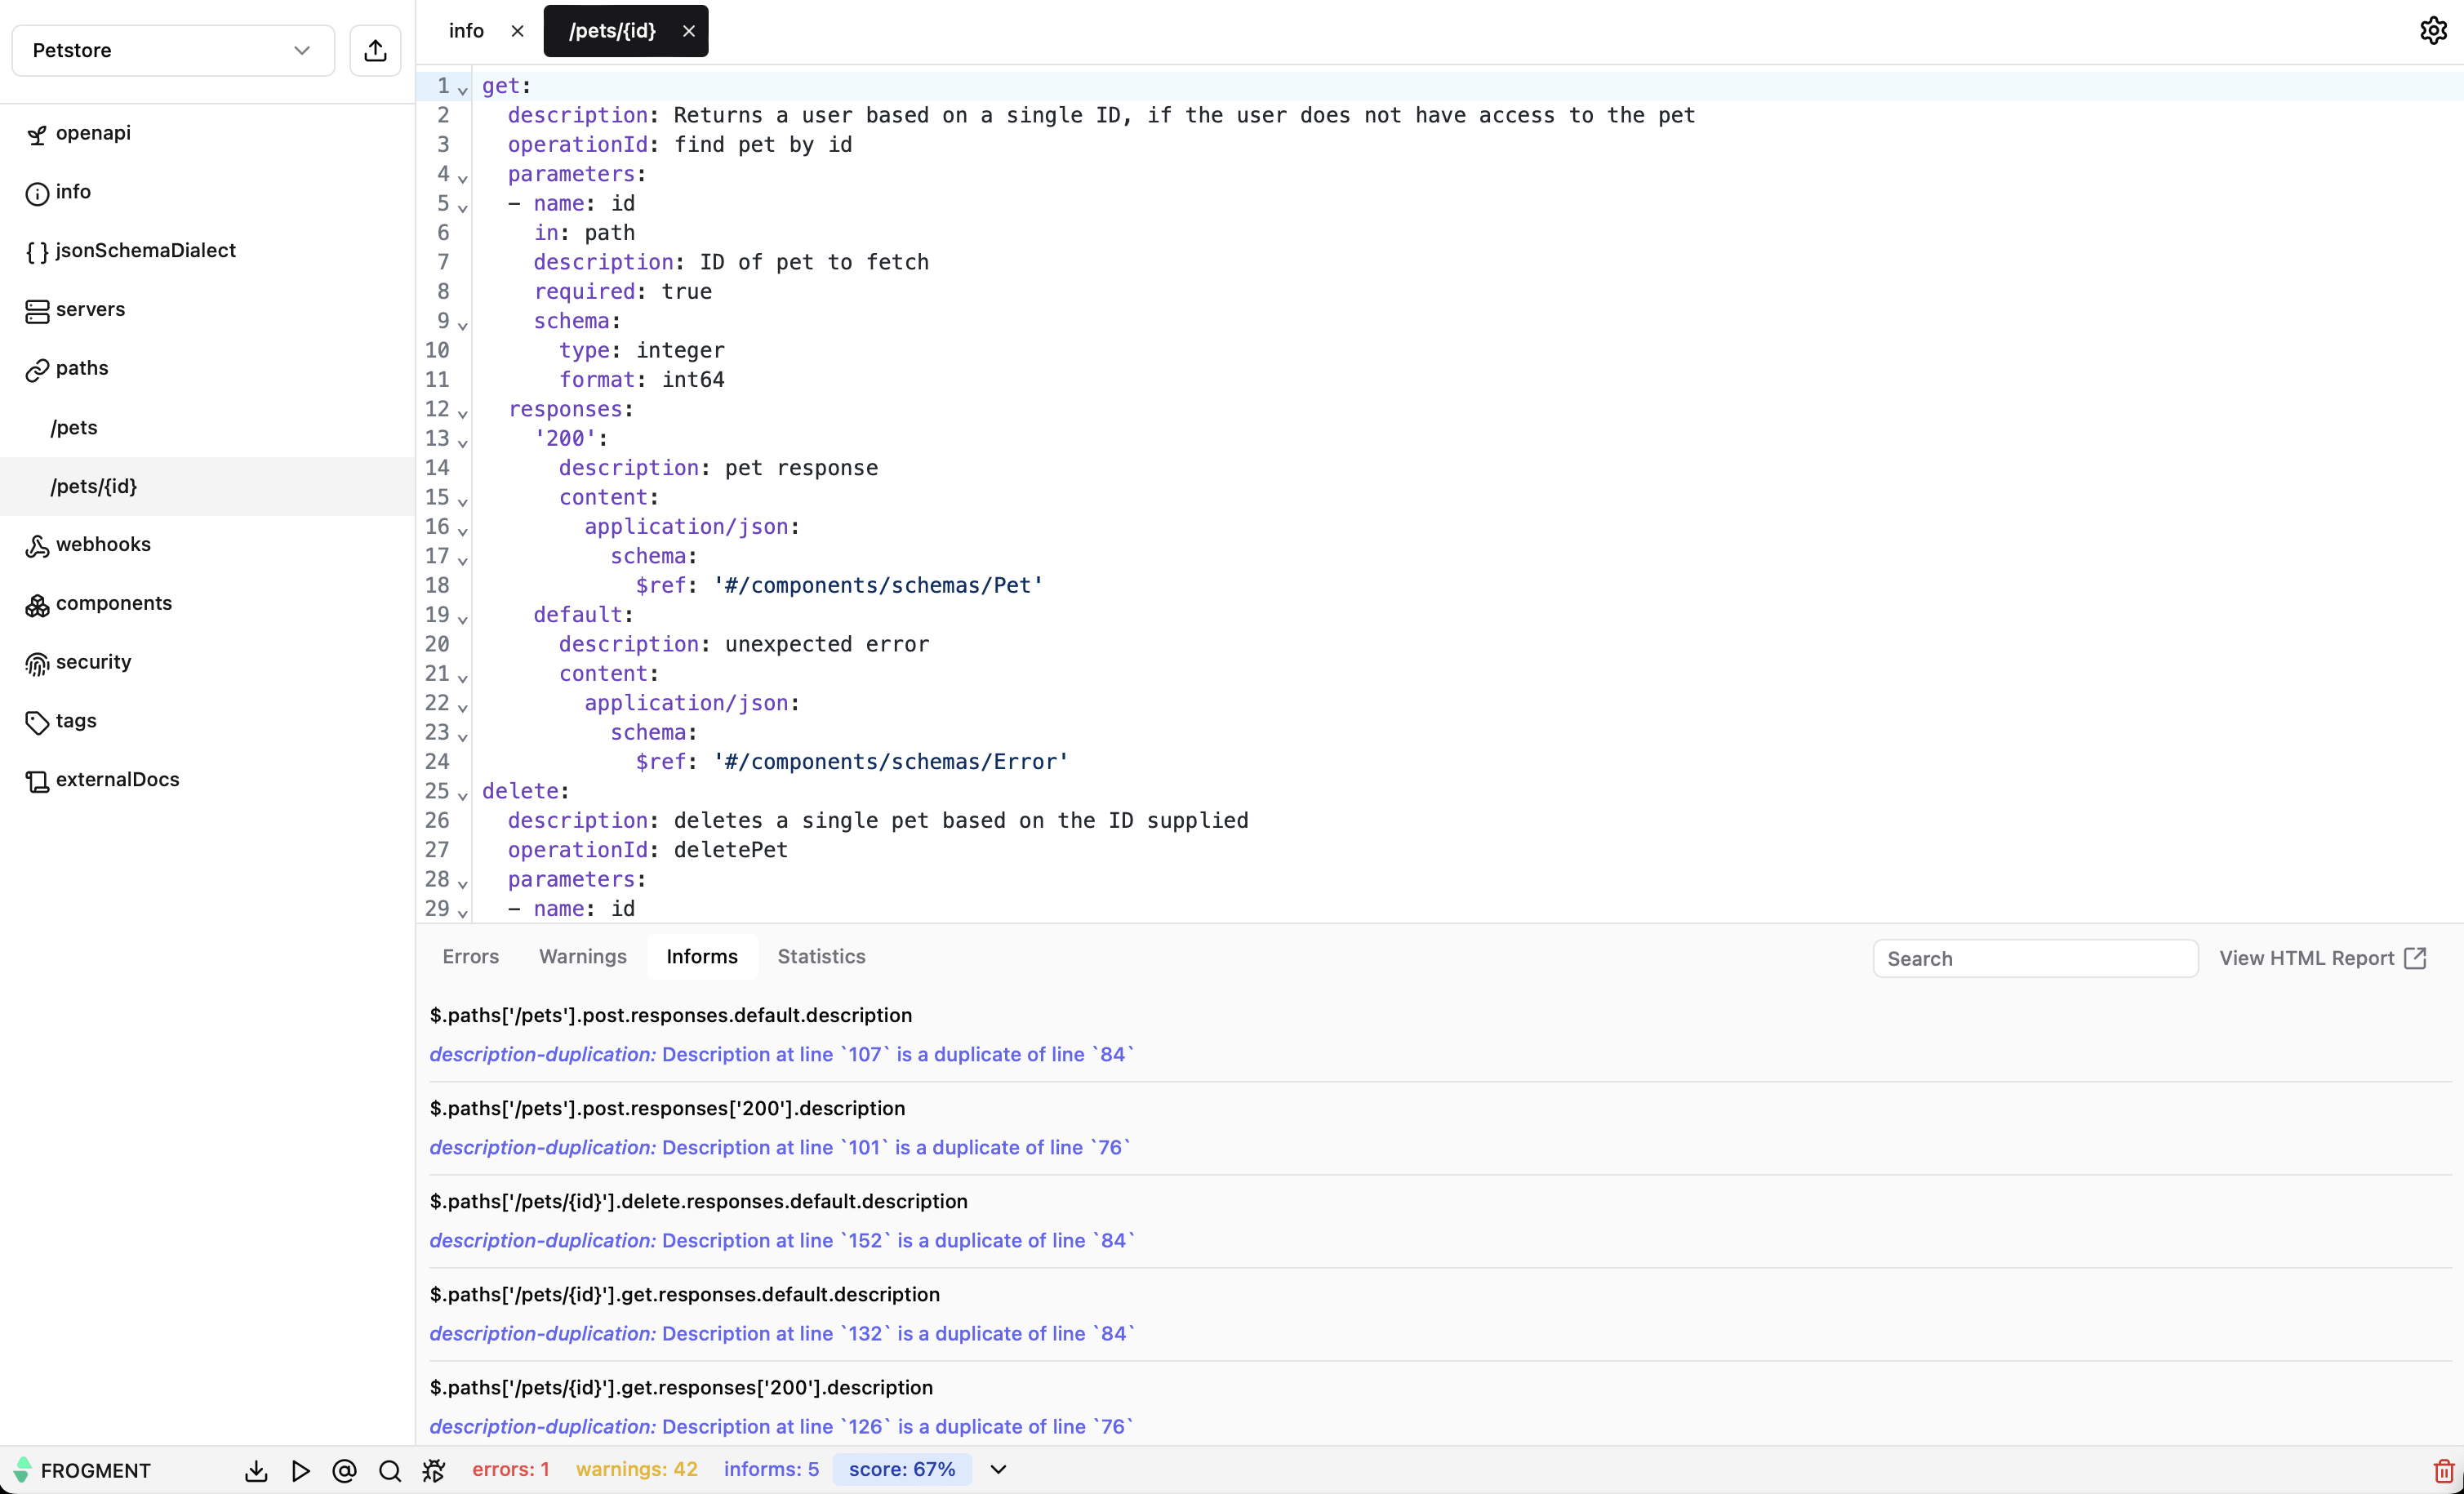 Petstore
openapi
info
jsonSchemaDialect
servers
paths
/pets
/pets/{id}
webhooks
components
security
tags
externalDocs
info
/pets/{id}
1 get:
2   description: Returns a user based on a single ID, if the user does not have access to the pet
3   operationId: find pet by id
4   parameters:
5   - name: id
6     in: path
7     description: ID of pet to fetch
8     required: true
9     schema:
10       type: integer
11       format: int64
12   responses:
13     '200':
14       description: pet response
15       content:
16         application/json:
17           schema:
18             $ref: '#/components/schemas/Pet'
19     default:
20       description: unexpected error
21       content:
22         application/json:
23           schema:
24             $ref: '#/components/schemas/Error'
25 delete:
26   description: deletes a single pet based on the ID supplied
27   operationId: deletePet
28   parameters:
29   - name: id
Errors Warnings Informs Statistics Search View HTML Report
$.paths['/pets'].post.responses.default.description
description-duplication: Description at line `107` is a duplicate of line `84`
$.paths['/pets'].post.responses['200'].description
description-duplication: Description at line `101` is a duplicate of line `76`
$.paths['/pets/{id}'].delete.responses.default.description
description-duplication: Description at line `152` is a duplicate of line `84`
$.paths['/pets/{id}'].get.responses.default.description
description-duplication: Description at line `132` is a duplicate of line `84`
$.paths['/pets/{id}'].get.responses['200'].description
description-duplication: Description at line `126` is a duplicate of line `76`
FROGMENT errors: 1 warnings: 42 informs: 5 score: 67%